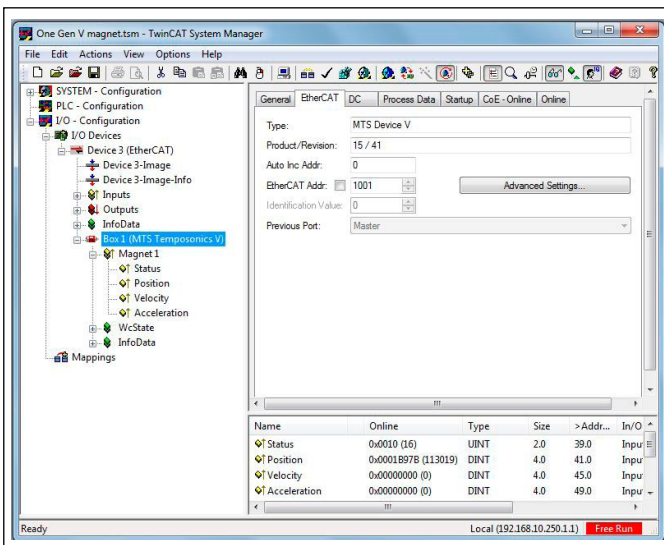 One Gen V magnet.tsm - TwinCAT System Manager
File Edit Actions View Options Help
SYSTEM - Configuration
PLC - Configuration
I/O - Configuration
I/O Devices
Device 3 (EtherCAT)
Device 3-Image
Device 3-Image-Info
Inputs
Outputs
InfoData
Box 1 (MTS Temposonics V)
Magnet 1
Status
Position
Velocity
Acceleration
WcState
InfoData
Mappings
General EtherCAT DC Process Data Startup CoE - Online Online
Type: MTS Device V
Product/Revision: 15 / 41
Auto Inc Addr: 0
EtherCAT Addr: 1001 Advanced Settings...
Identification Value: 0
Previous Port: Master
Name Online Type Size >Addr... In/O
Status 0x0010 (16) UINT 2.0 39.0 Inpu
Position 0x0001B97B (113019) DINT 4.0 41.0 Inpu
Velocity 0x00000000 (0) DINT 4.0 45.0 Inpu
Acceleration 0x00000000 (0) DINT 4.0 49.0 Inpu
Ready Local (192.168.10.250.1.1) Free Run